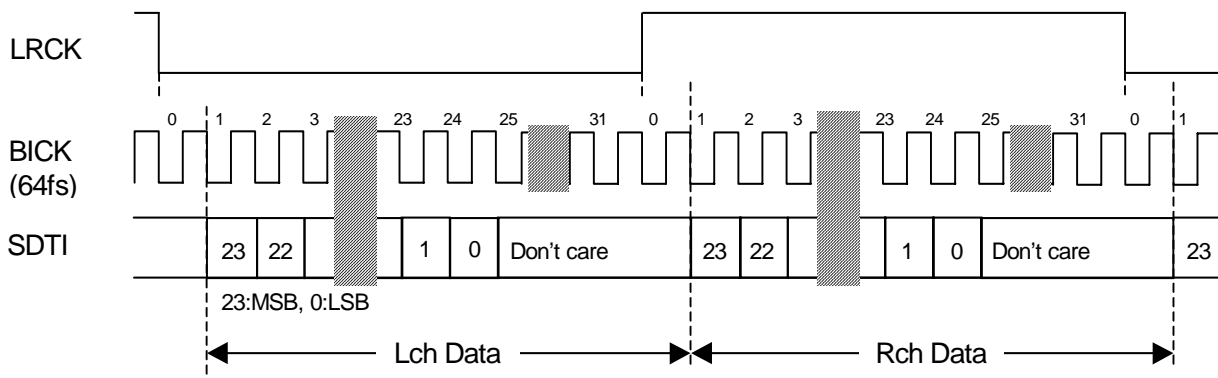 LRCK
0 1 2 3 23 24 25 31 0 1 2 3 23 24 25 31 0 1
BICK
(64fs)
SDTI 23 22 1 0 Don't care 23 22 1 0 Don't care 23
23:MSB, 0:LSB
Lch Data Rch Data